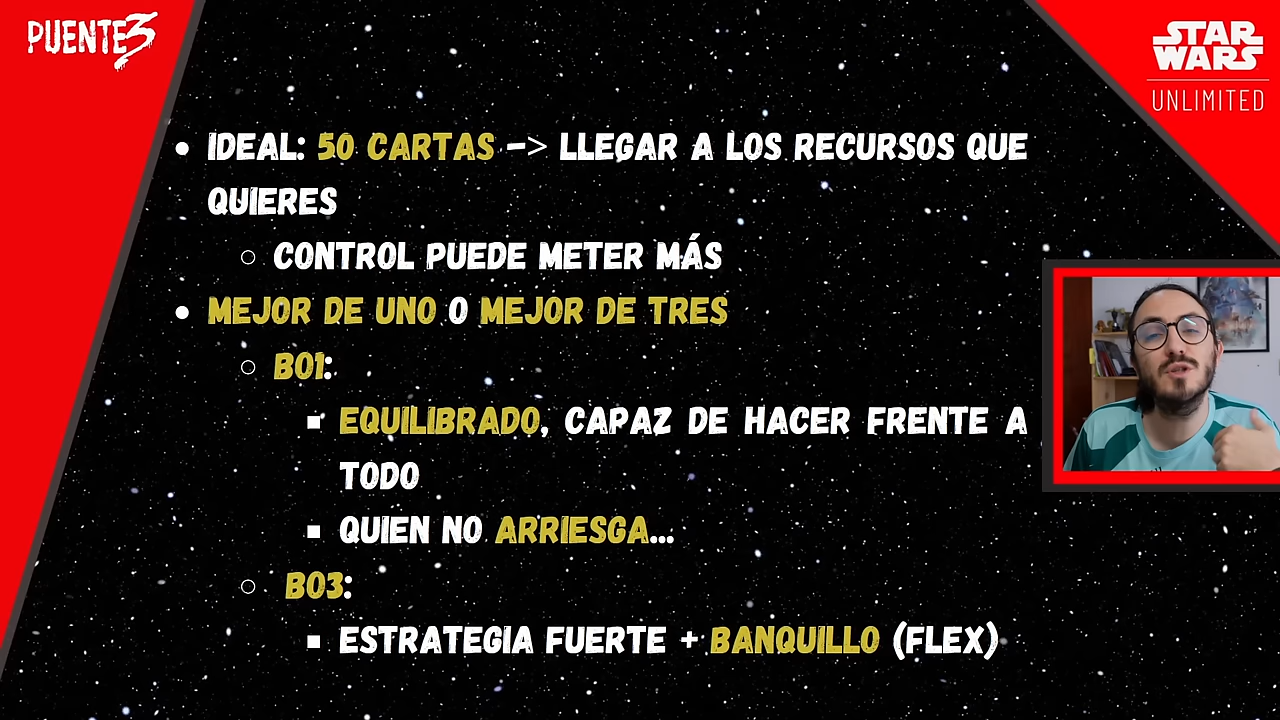 PUENTE3
STAR
WARS
UNLIMITED
• IDEAL: 50 CARTAS -> LLEGAR A LOS RECURSOS QUE
QUIERES
○ CONTROL PUEDE METER MÁS
• MEJOR DE UNO O MEJOR DE TRES
○ BO1:
▪ EQUILIBRADO, CAPAZ DE HACER FRENTE A
TODO
▪ QUIEN NO ARRIESGA...
○ BO3:
▪ ESTRATEGIA FUERTE + BANQUILLO (FLEX)